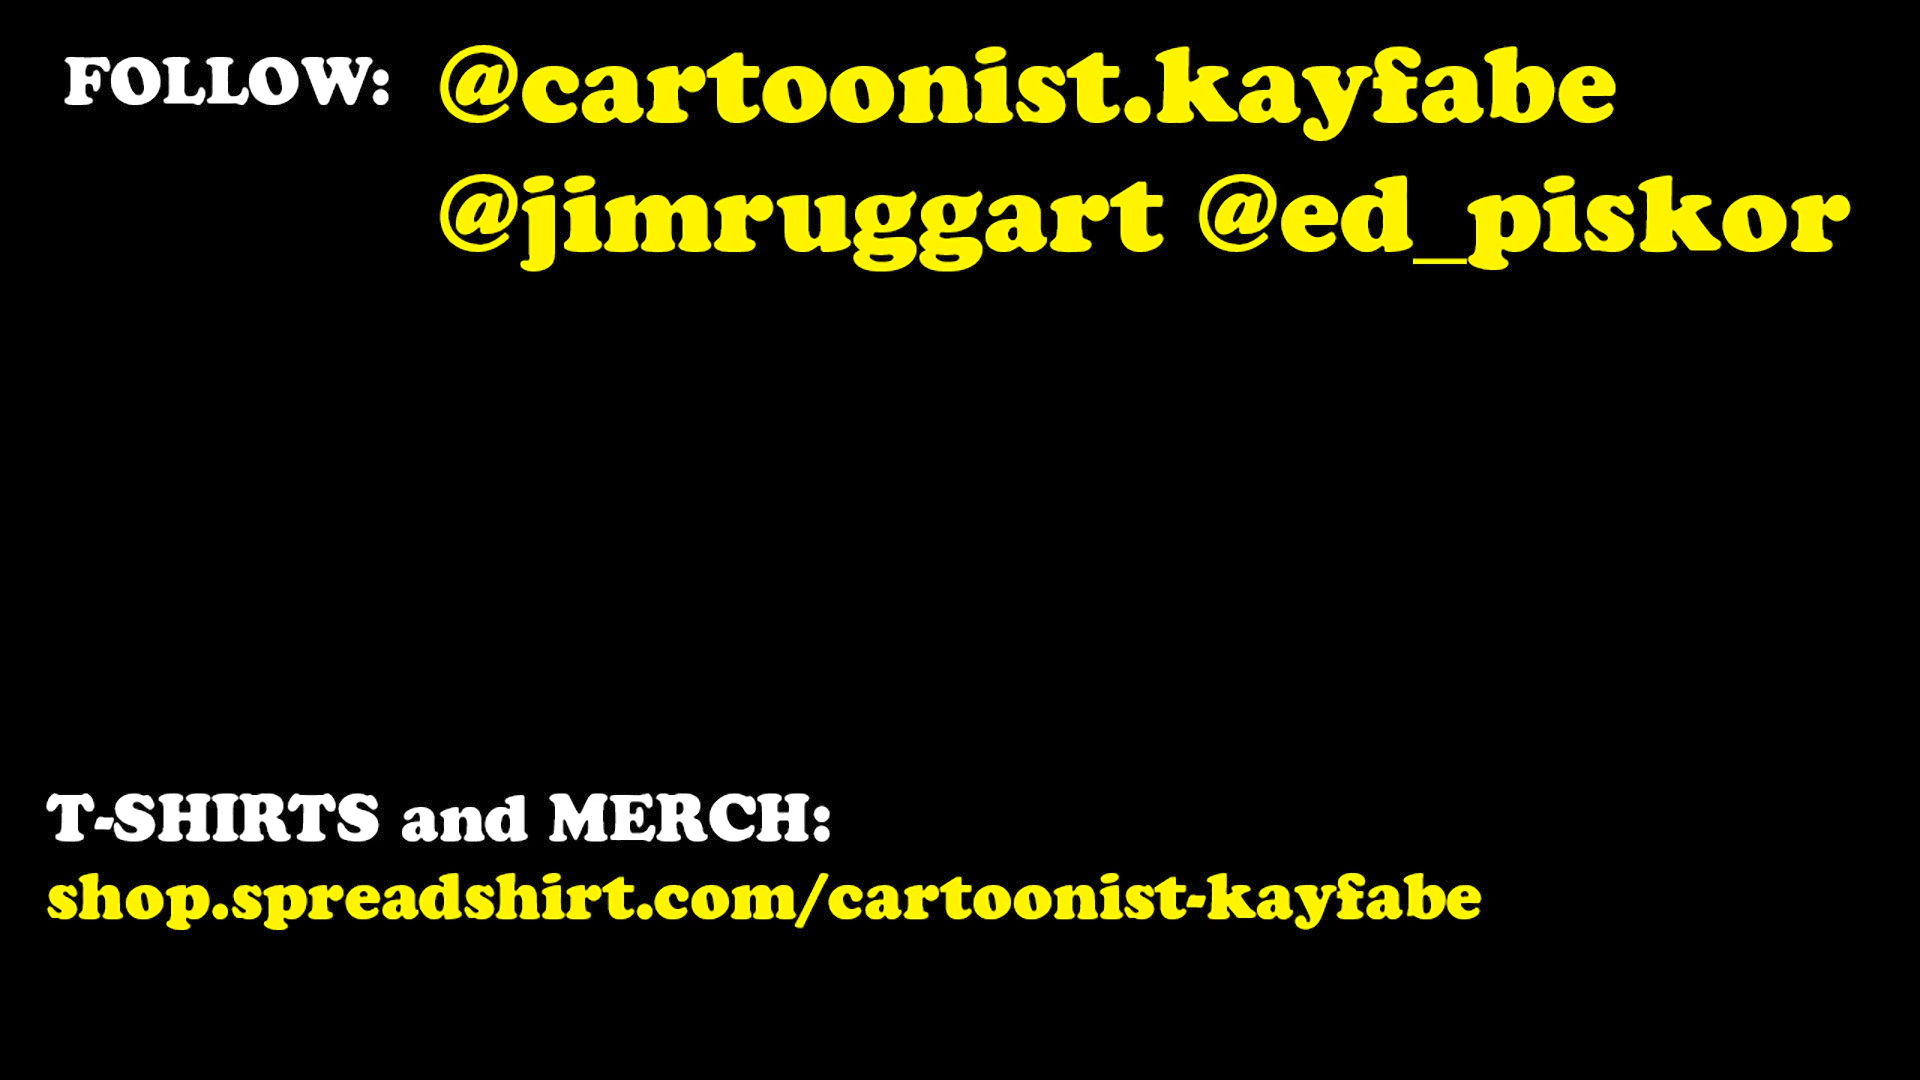 FOLLOW: @cartoonist.kayfabe
@jimruggart @ed_piskor
T-SHIRTS and MERCH:
shop.spreadshirt.com/cartoonist-kayfabe